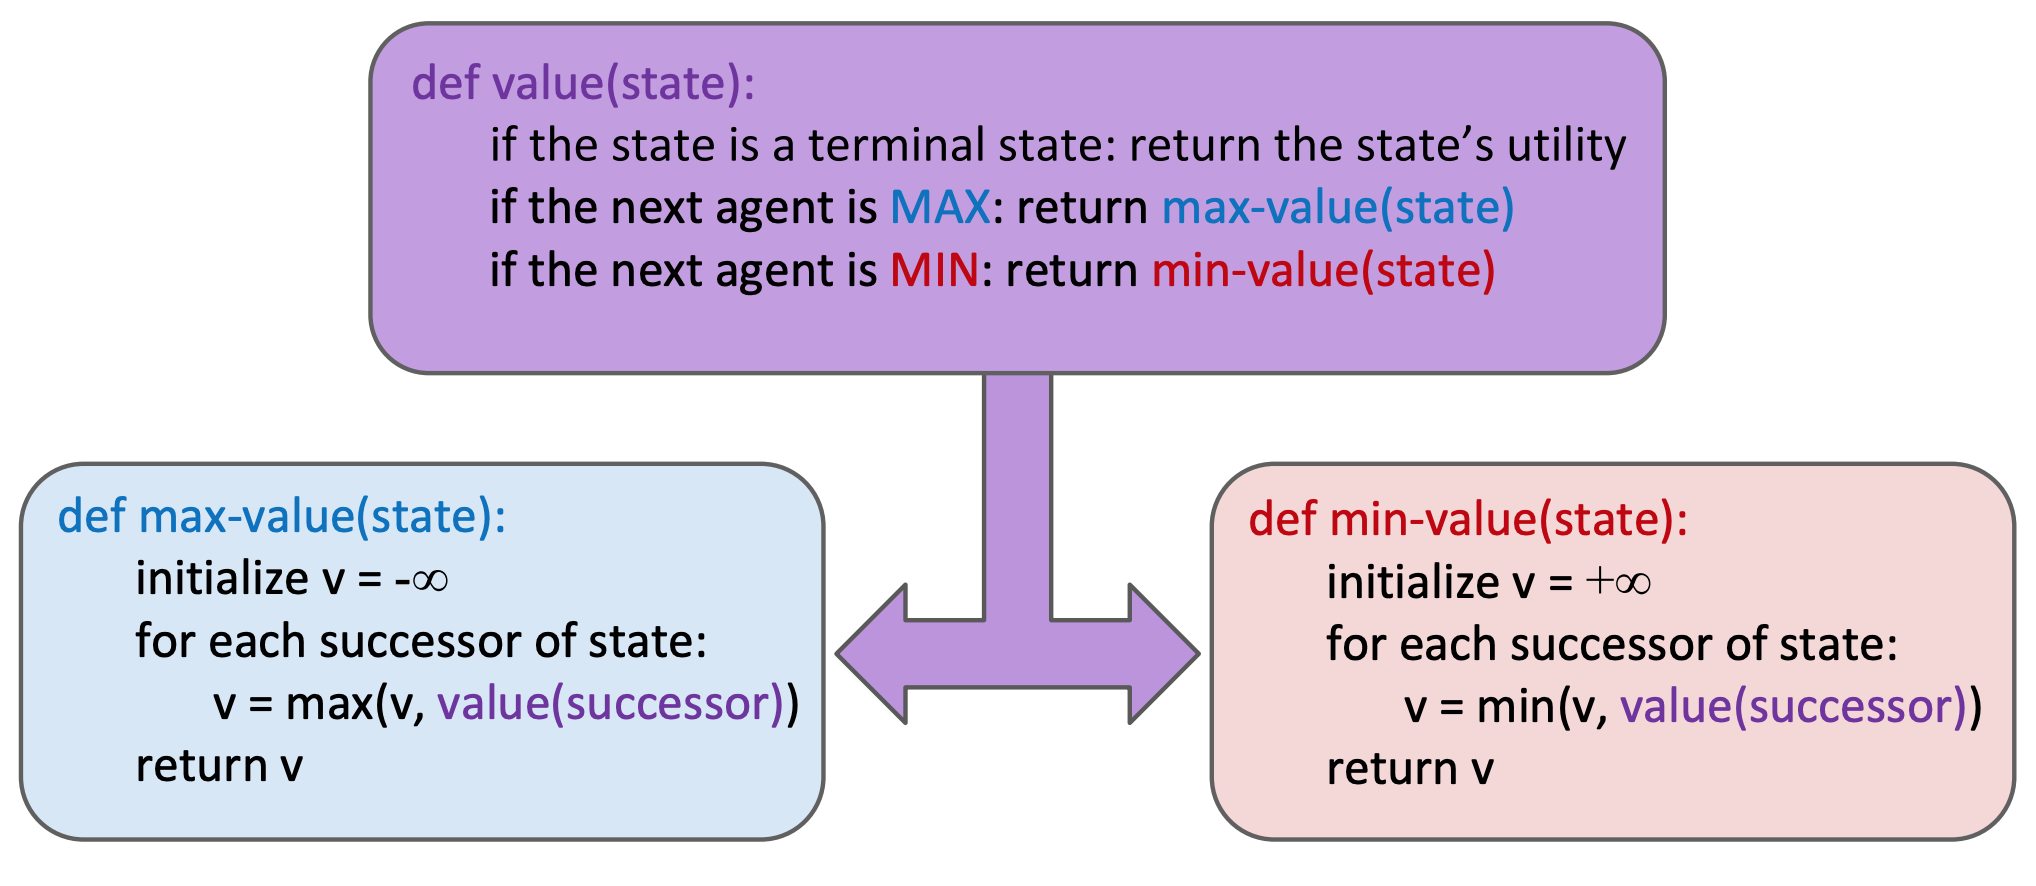 def value(state):
if the state is a terminal state: return the state’s utility
if the next agent is MAX: return max-value(state)
if the next agent is MIN: return min-value(state)
def max-value(state):
initialize v = -∞
for each successor of state:
v = max(v, value(successor))
return v
def min-value(state):
initialize v = +∞
for each successor of state:
v = min(v, value(successor))
return v